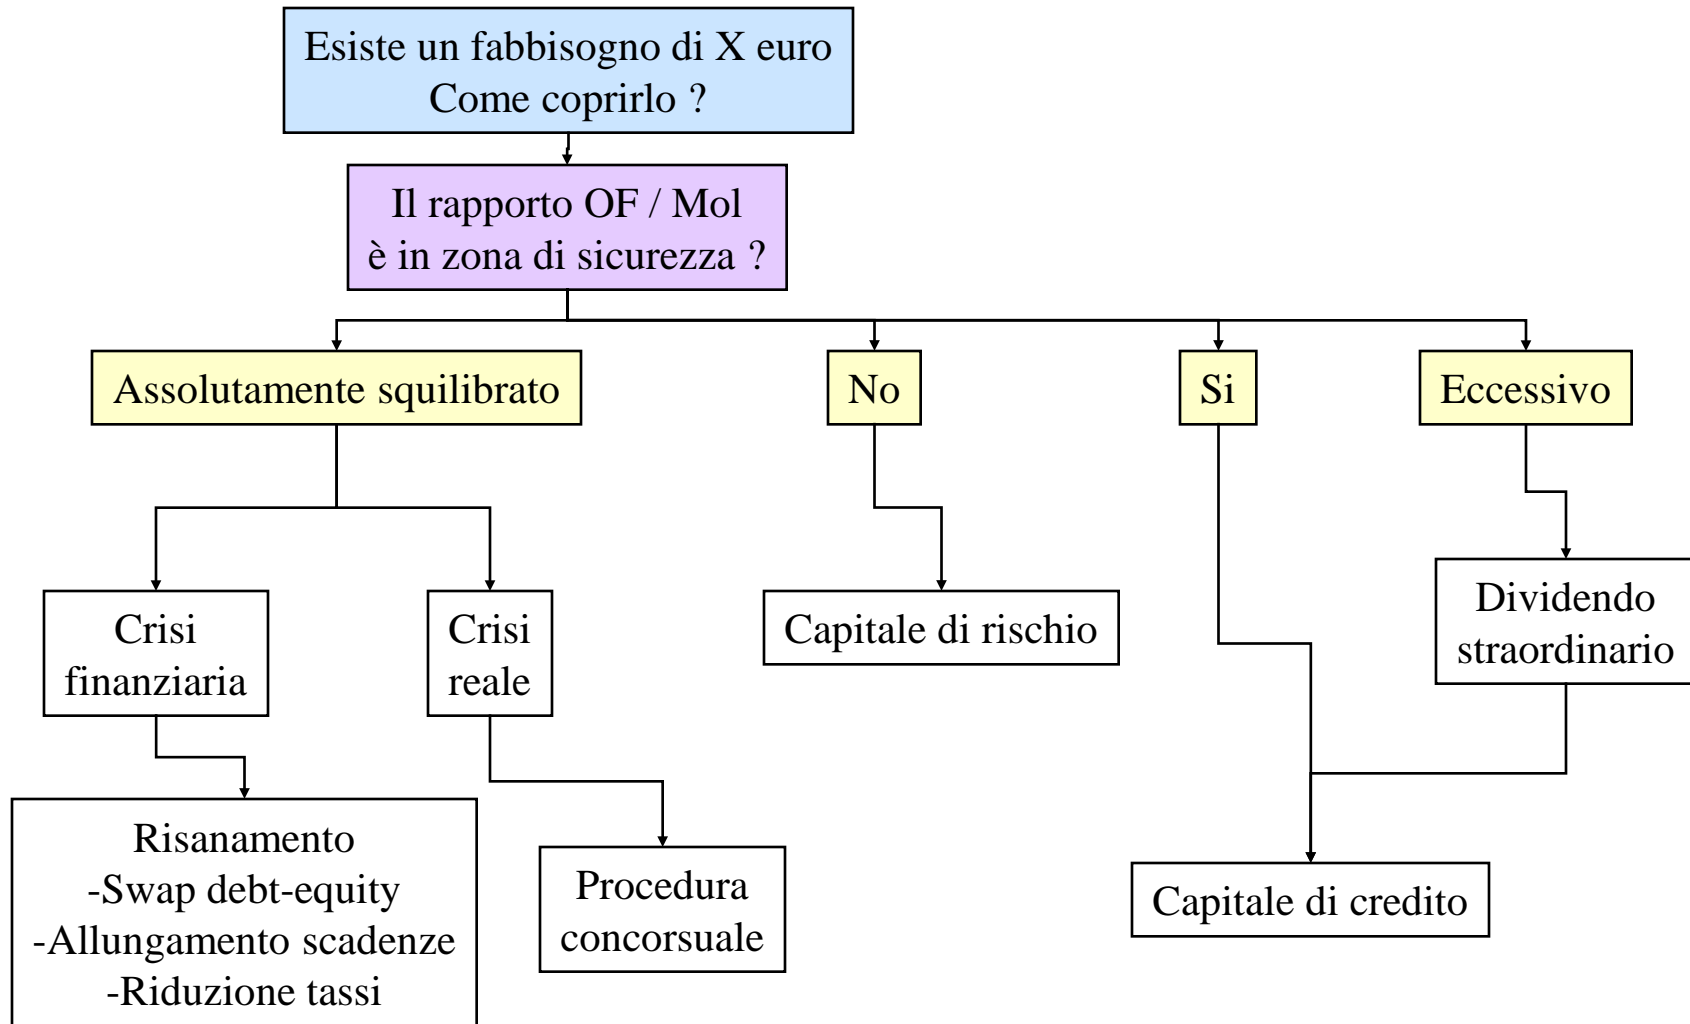 Esiste un fabbisogno di X euro
Come coprirlo ?
Il rapporto OF / Mol
è in zona di sicurezza ?
Assolutamente squilibrato
No
Si
Eccessivo
Crisi
finanziaria
Crisi
reale
Capitale di rischio
Dividendo
straordinario
Risanamento
-Swap debt-equity
-Allungamento scadenze
-Riduzione tassi
Procedura
concorsuale
Capitale di credito